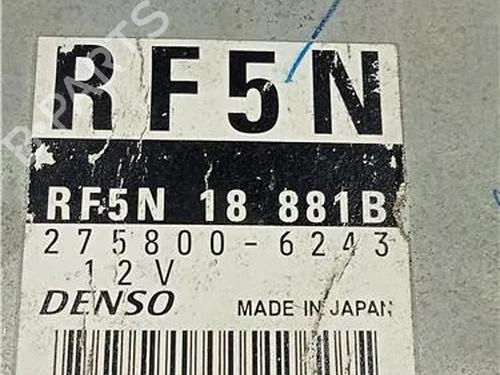 RF5N
RF5N 18 881B
275800-6243
12V
DENSO MADE IN JAPAN